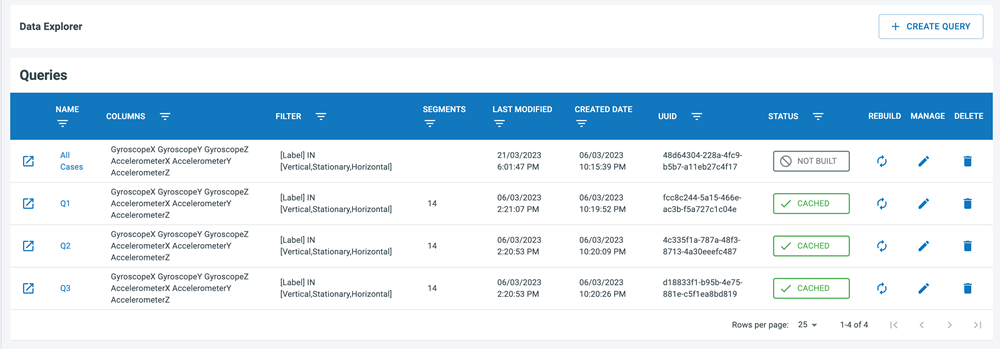 Data Explorer
+ CREATE QUERY
Queries
NAME COLUMNS FILTER SEGMENTS LAST MODIFIED CREATED DATE UUID STATUS REBUILD MANAGE DELETE
All Cases GyroscopeX GyroscopeY GyroscopeZ AccelerometerX AccelerometerY AccelerometerZ [Label] IN [Vertical,Stationary,Horizontal] 21/03/2023 6:01:47 PM 06/03/2023 10:15:39 PM 48d64304-228a-4fc9-b5b7-a11eb27c4f17 NOT BUILT
Q1 GyroscopeX GyroscopeY GyroscopeZ AccelerometerX AccelerometerY AccelerometerZ [Label] IN [Vertical,Stationary,Horizontal] 14 06/03/2023 2:21:07 PM 06/03/2023 10:19:52 PM fcc8c244-5a15-466e-ac3b-f5a727c1c04e CACHED
Q2 GyroscopeX GyroscopeY GyroscopeZ AccelerometerX AccelerometerY AccelerometerZ [Label] IN [Vertical,Stationary,Horizontal] 14 06/03/2023 2:20:53 PM 06/03/2023 10:20:09 PM 4c335f1a-787a-48f3-8713-4a30eeefc487 CACHED
Q3 GyroscopeX GyroscopeY GyroscopeZ AccelerometerX AccelerometerY AccelerometerZ [Label] IN [Vertical,Stationary,Horizontal] 14 06/03/2023 2:20:53 PM 06/03/2023 10:20:26 PM d18833f1-b95b-4e75-881e-c5f1ea8bd819 CACHED
Rows per page: 25 1-4 of 4